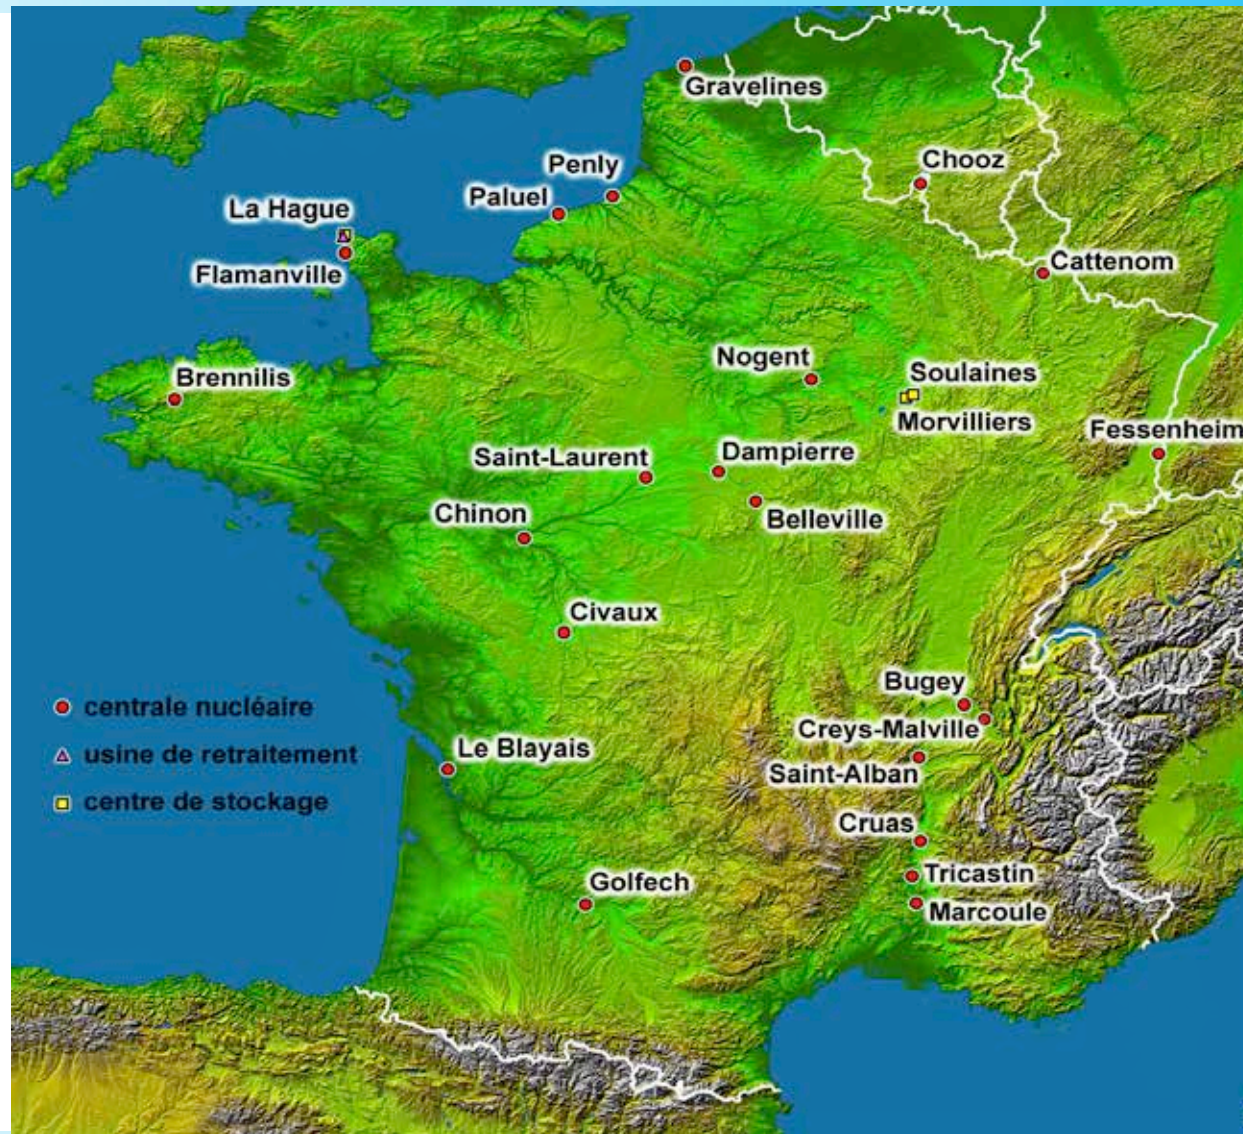 Gravelines
Chooz
Penly
Paluel
La Hague
Flamanville
Cattenom
Nogent
Soulaines
Brennilis
Morvilliers
Fessenheim
Saint-Laurent
Dampierre
Chinon
Belleville
Civaux
Bugey
centrale nucléaire
Creys-Malville
usine de retraitement
Le Blayais
Saint-Alban
centre de stockage
Cruas
Golfech
Tricastin
Marcoule